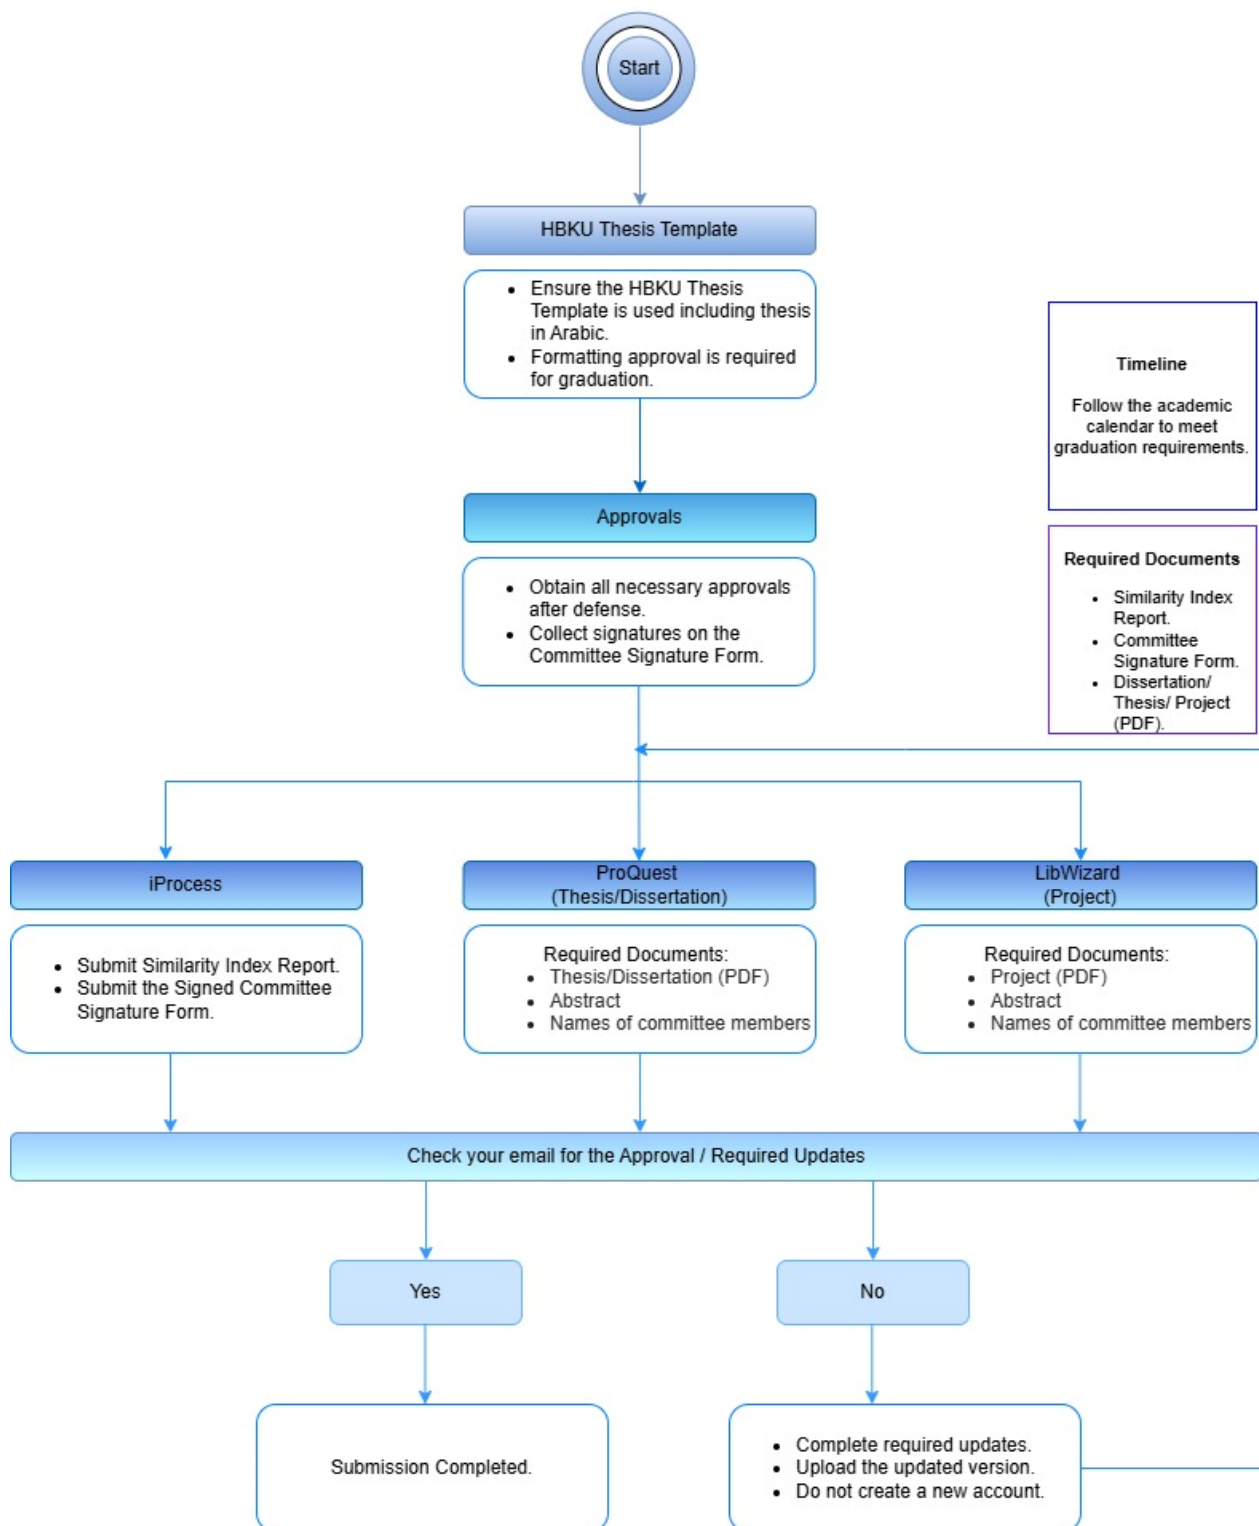 Start
HBKU Thesis Template
• Ensure the HBKU Thesis
Template is used including thesis
in Arabic.
• Formatting approval is required
for graduation.
Timeline
Follow the academic
calendar to meet
graduation requirements.
Approvals
• Obtain all necessary approvals
after defense.
• Collect signatures on the
Committee Signature Form.
Required Documents
• Similarity Index
Report.
• Committee
Signature Form.
• Dissertation/
Thesis/ Project
(PDF).
iProcess
• Submit Similarity Index Report.
• Submit the Signed Committee
Signature Form.
ProQuest
(Thesis/Dissertation)
Required Documents:
• Thesis/Dissertation (PDF)
• Abstract
• Names of committee members
LibWizard
(Project)
Required Documents:
• Project (PDF)
• Abstract
• Names of committee members
Check your email for the Approval / Required Updates
Yes
No
Submission Completed.
• Complete required updates.
• Upload the updated version.
• Do not create a new account.